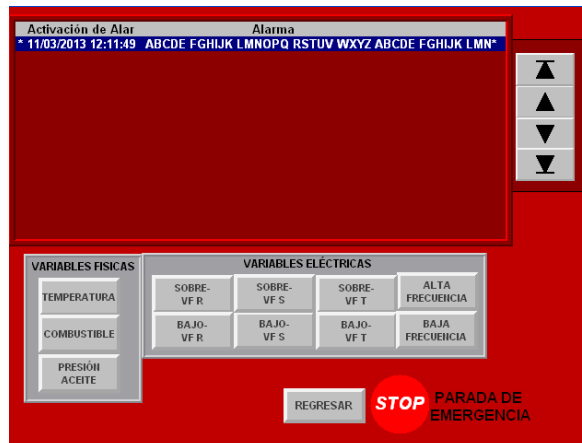 Activación de Alar Alarma
* 11/03/2013 12:11:49 ABCDE FGHIJK LMNOPQ RSTUV WXYZ ABCDE FGHIJK LMN*
VARIABLES FISICAS
TEMPERATURA
COMBUSTIBLE
PRESIÓN
ACEITE
VARIABLES ELÉCTRICAS
SOBRE-
VF R
SOBRE-
VF S
SOBRE-
VF T
ALTA
FRECUENCIA
BAJO-
VF R
BAJO-
VF S
BAJO-
VF T
BAJA
FRECUENCIA
REGRESAR
STOP
PARADA DE
EMERGENCIA